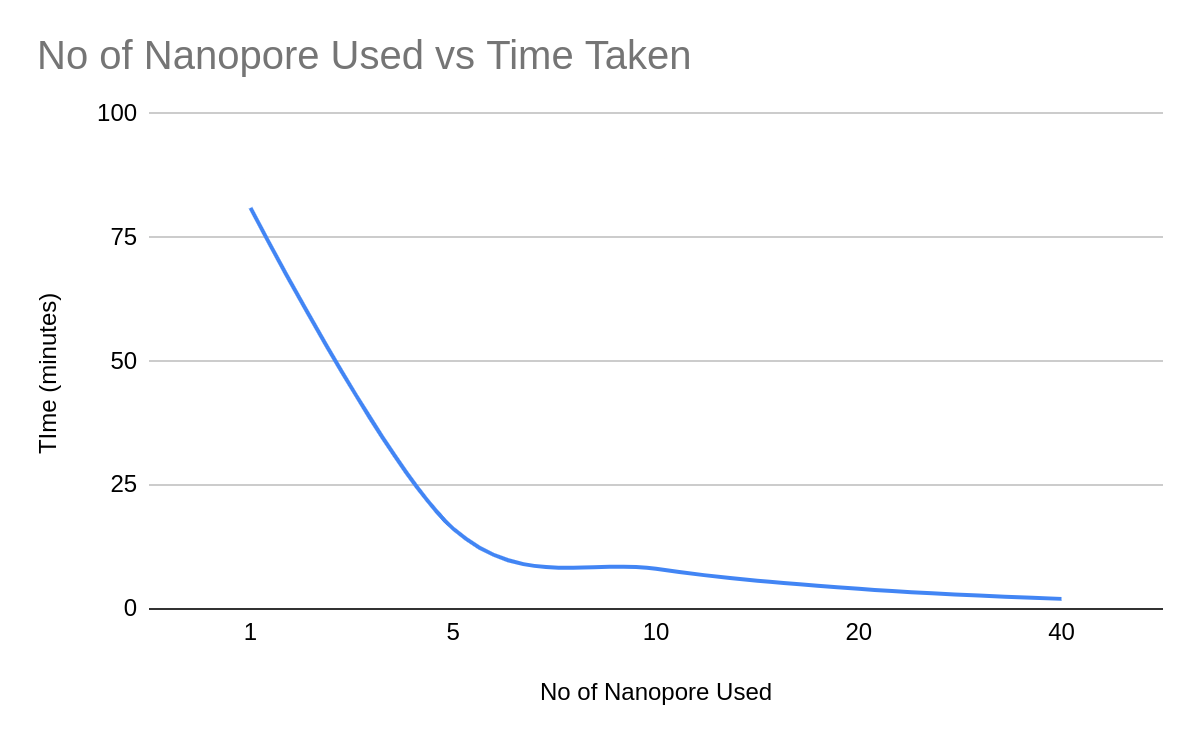 No of Nanopore Used vs Time Taken
100
75
50
25
0
TIme (minutes)
1 5 10 20 40
No of Nanopore Used